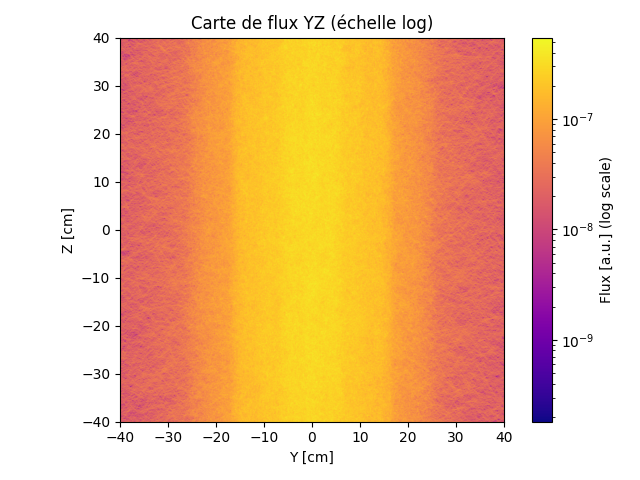 Carte de flux YZ (échelle log)
40
30
20
10
0
−10
−20
−30
−40
Z [cm]
−40 −30 −20 −10 0 10 20 30 40
Y [cm]
10⁻⁷
10⁻⁸
10⁻⁹
Flux [a.u.] (log scale)